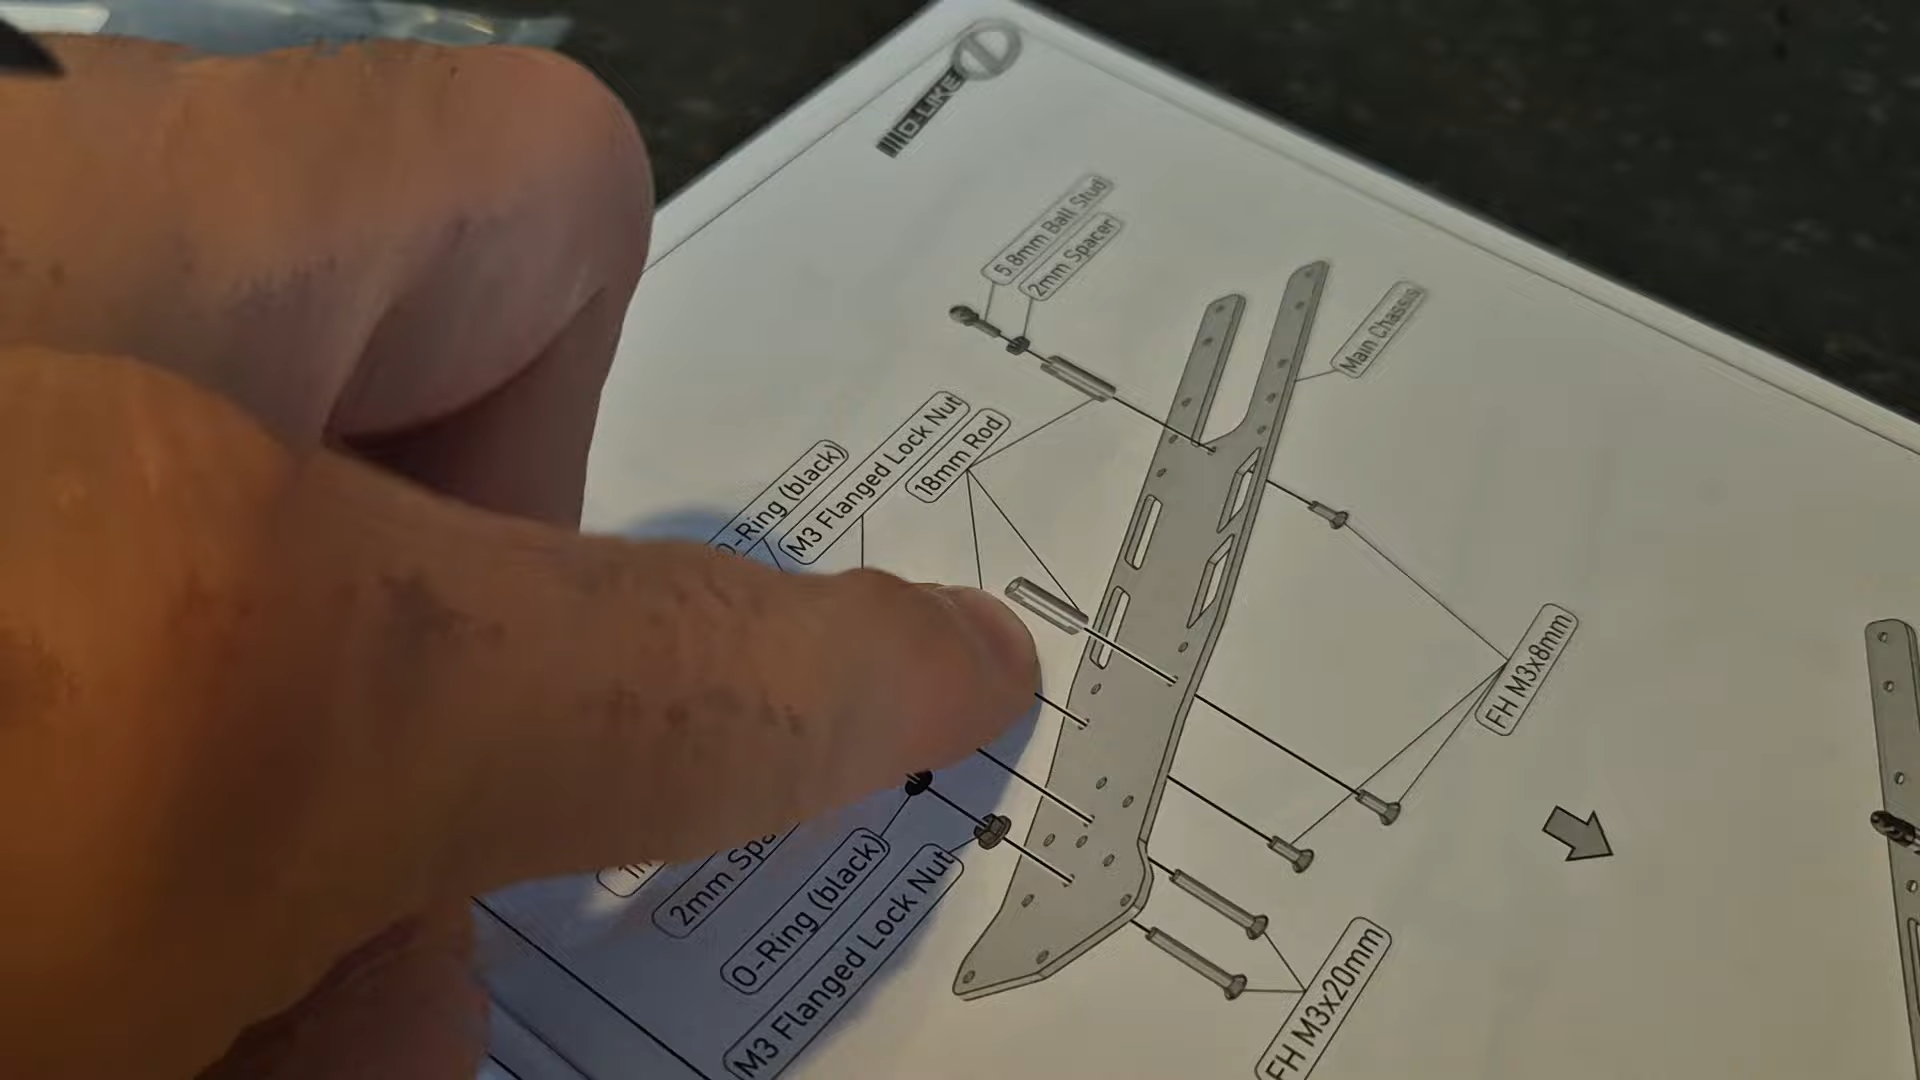 D-LIKE
5.8mm Ball Stud
2mm Spacer
Main Chassis
O-Ring (black)
M3 Flanged Lock Nut
18mm Rod
FH M3x8mm
2mm
O-Ring (black)
M3 Flanged Lock Nut
FH M3x20mm